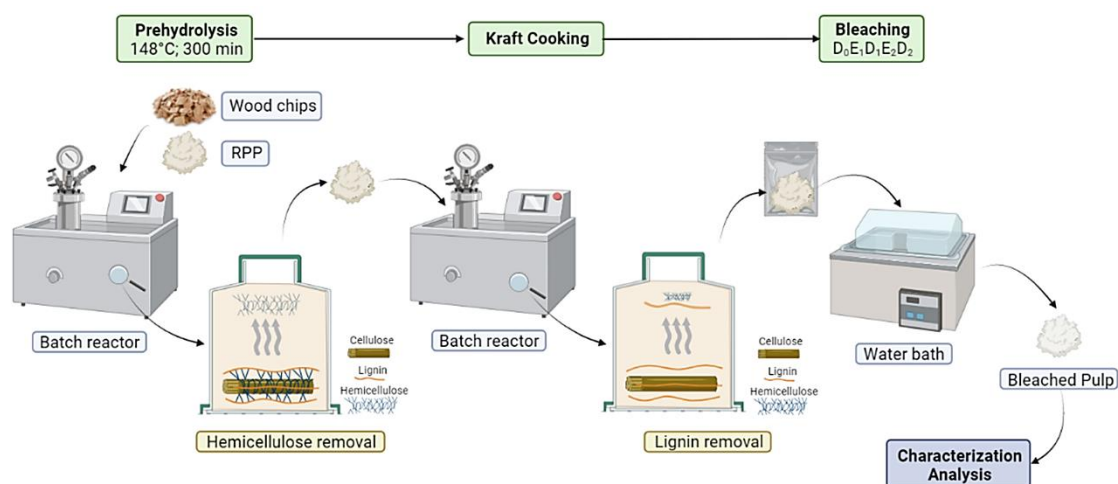 Prehydrolysis
148°C; 300 min
Kraft Cooking
Bleaching
D₀E₁D₁E₂D₂
Wood chips
RPP
Batch reactor
Cellulose
Lignin
Hemicellulose
Hemicellulose removal
Batch reactor
Cellulose
Lignin
Hemicellulose
Lignin removal
Water bath
Bleached Pulp
Characterization
Analysis